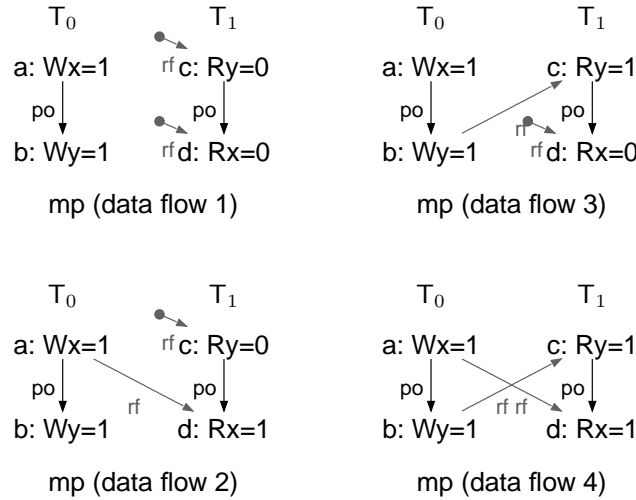 T₀ T₁
a: Wx=1 rf c: Ry=0
po po
b: Wy=1 rf d: Rx=0
mp (data flow 1)
T₀ T₁
a: Wx=1 c: Ry=1
po po
rf
b: Wy=1 rf d: Rx=0
mp (data flow 3)
T₀ T₁
a: Wx=1 rf c: Ry=0
po po
rf
b: Wy=1 d: Rx=1
mp (data flow 2)
T₀ T₁
a: Wx=1 c: Ry=1
po po
rf rf
b: Wy=1 d: Rx=1
mp (data flow 4)